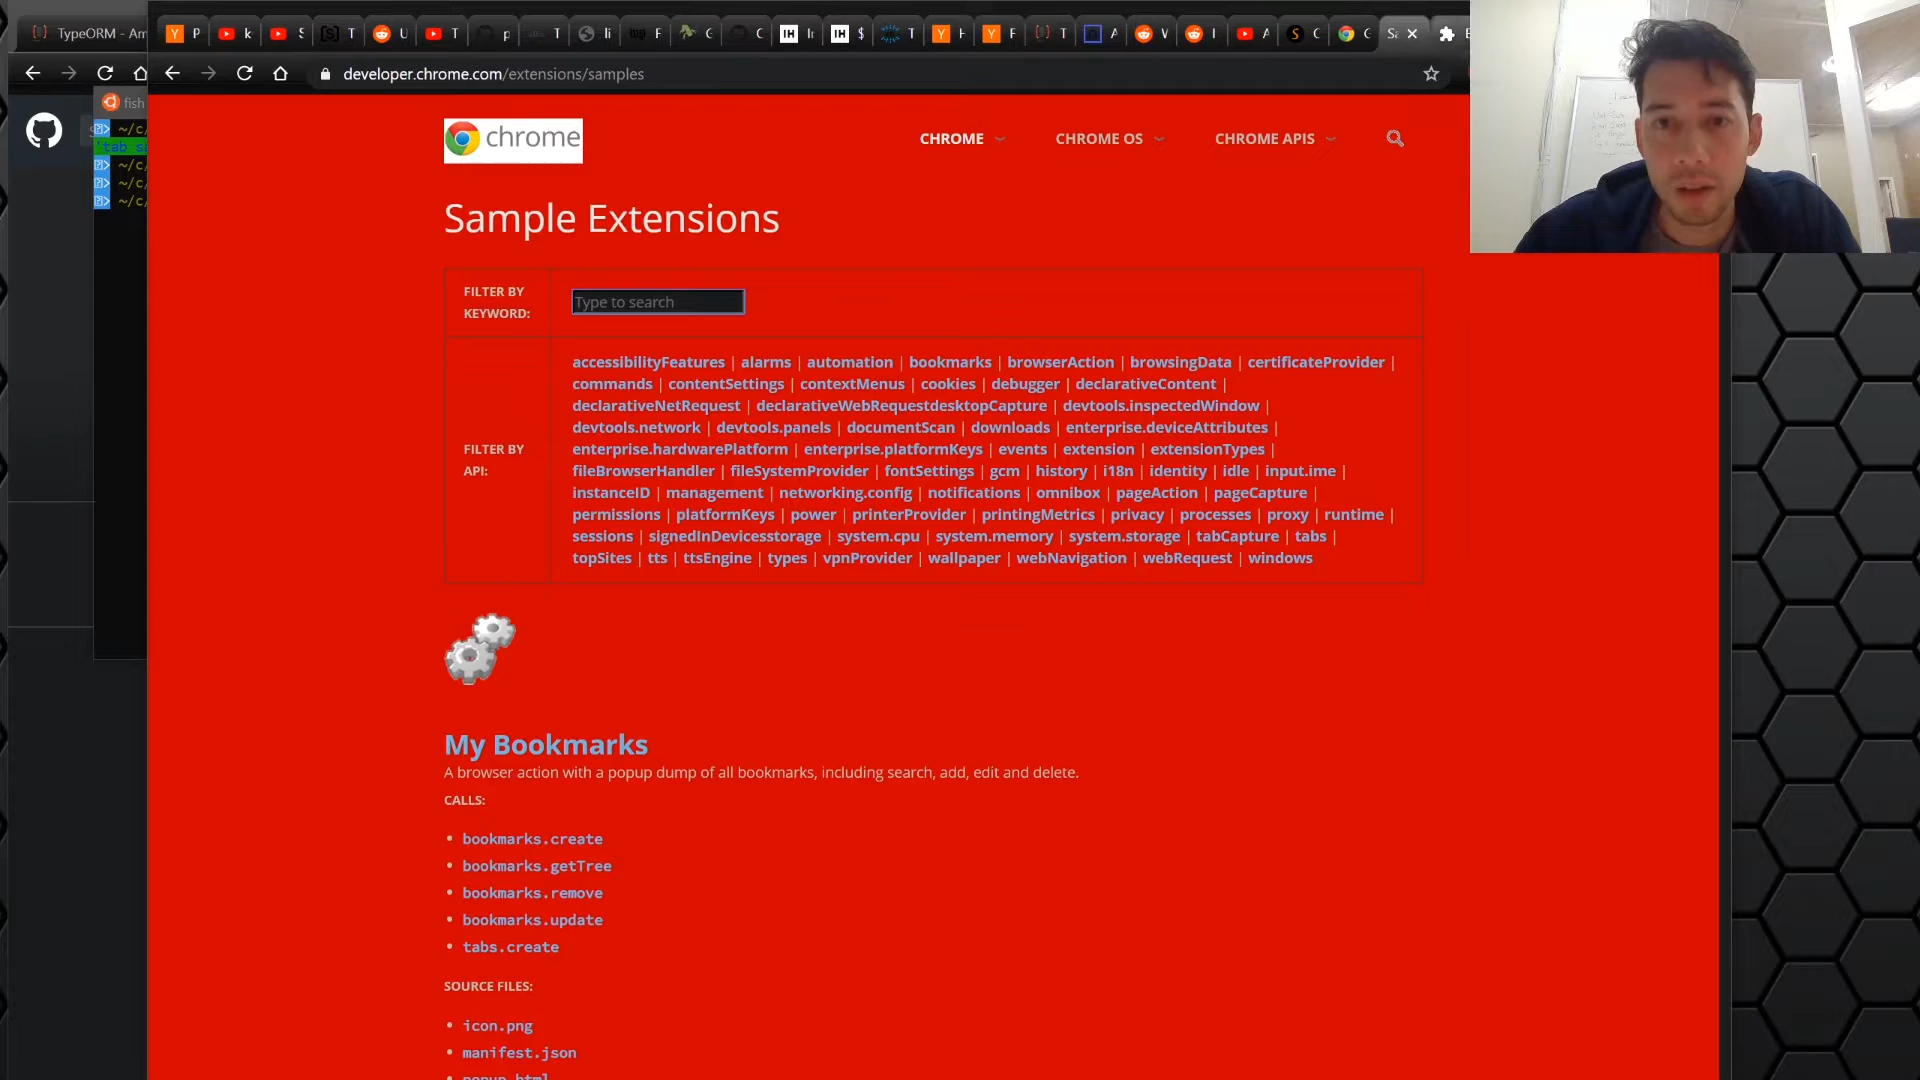 TypeORM - Am
P
k
S
T
U
T
p
T
li
F
C
C
I
$
T
H
F
T
A
V
I
A
C
C
Sa
E
developer.chrome.com/extensions/samples
fish
~/c/
'tab sa
~/c/
~/c/
~/c/
chrome
CHROME CHROME OS CHROME APIS
Sample Extensions
FILTER BY
KEYWORD:
Type to search
FILTER BY
API:
accessibilityFeatures | alarms | automation | bookmarks | browserAction | browsingData | certificateProvider |
commands | contentSettings | contextMenus | cookies | debugger | declarativeContent |
declarativeNetRequest | declarativeWebRequestdesktopCapture | devtools.inspectedWindow |
devtools.network | devtools.panels | documentScan | downloads | enterprise.deviceAttributes |
enterprise.hardwarePlatform | enterprise.platformKeys | events | extension | extensionTypes |
fileBrowserHandler | fileSystemProvider | fontSettings | gcm | history | i18n | identity | idle | input.ime |
instanceID | management | networking.config | notifications | omnibox | pageAction | pageCapture |
permissions | platformKeys | power | printerProvider | printingMetrics | privacy | processes | proxy | runtime |
sessions | signedInDevicesstorage | system.cpu | system.memory | system.storage | tabCapture | tabs |
topSites | tts | ttsEngine | types | vpnProvider | wallpaper | webNavigation | webRequest | windows
My Bookmarks
A browser action with a popup dump of all bookmarks, including search, add, edit and delete.
CALLS:
• bookmarks.create
• bookmarks.getTree
• bookmarks.remove
• bookmarks.update
• tabs.create
SOURCE FILES:
• icon.png
• manifest.json
• popup.html